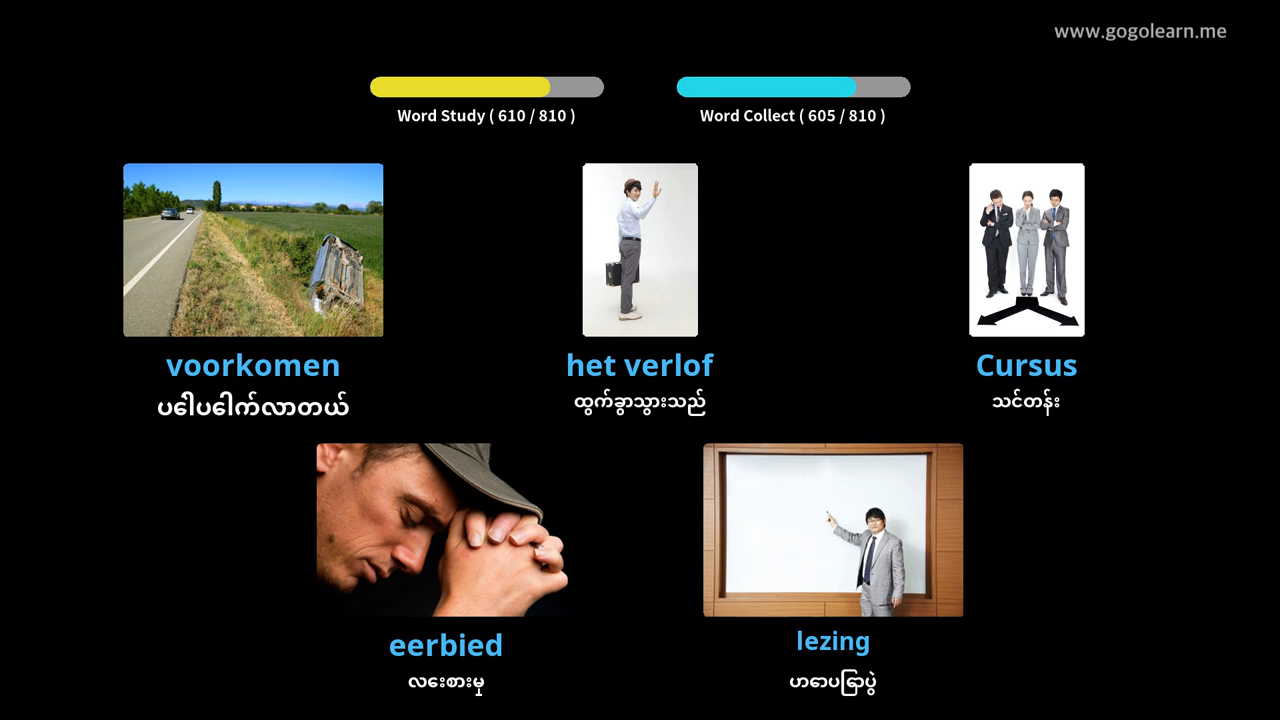 www.gogolearn.me
Word Study ( 610 / 810 )
Word Collect ( 605 / 810 )
voorkomen
ပေါ်ပေါက်လာတယ်
het verlof
ထွက်ခွာသွားသည်
Cursus
သင်တန်း
eerbied
လေးစားမှု
lezing
ဟောပြောပွဲ